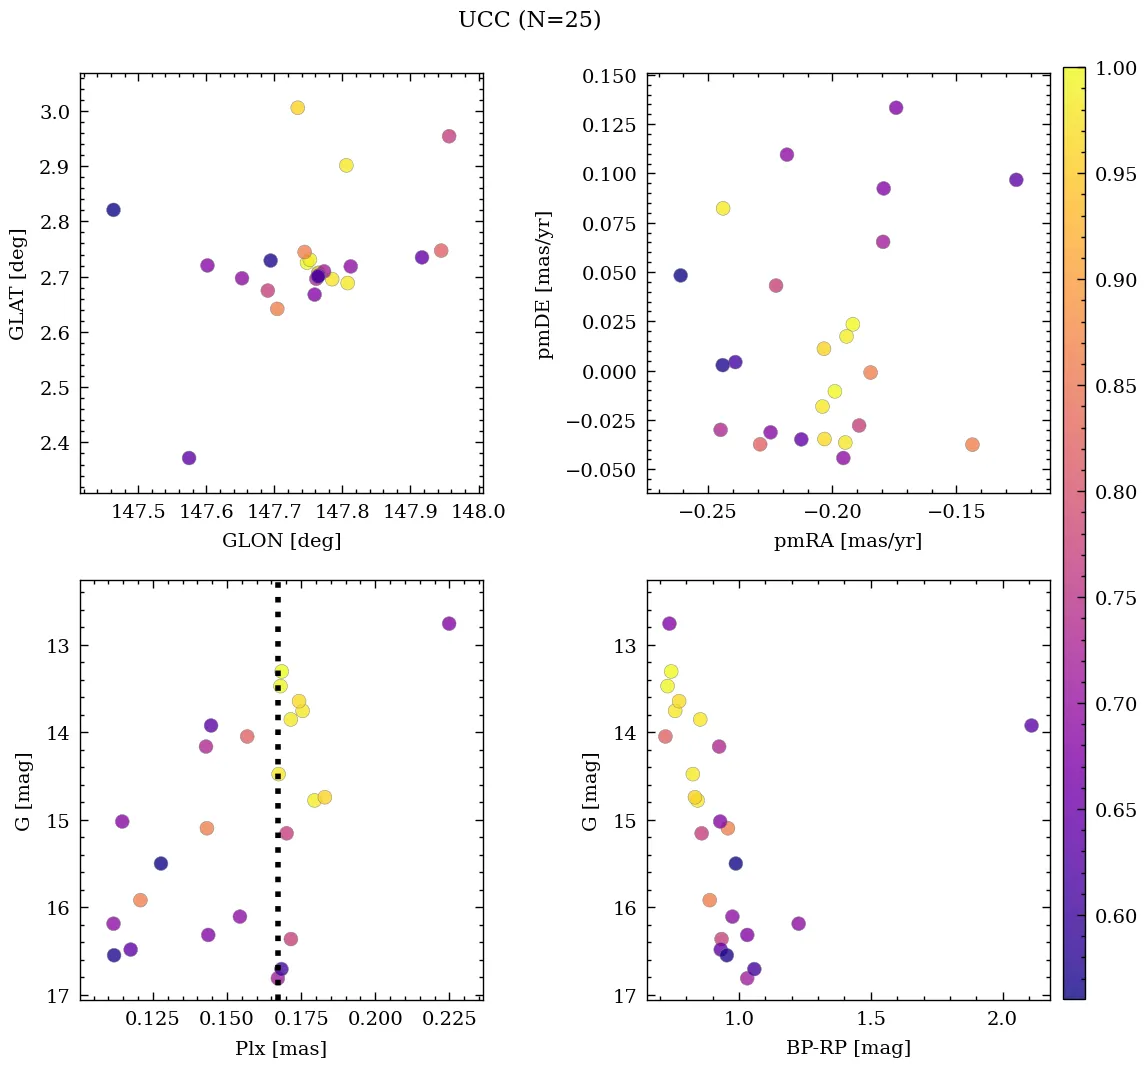 UCC (N=25)
3.0
2.9
2.8
2.7
2.6
2.5
2.4
GLAT [deg]
147.5 147.6 147.7 147.8 147.9 148.0
GLON [deg]
0.150
0.125
0.100
0.075
0.050
0.025
0.000
−0.025
−0.050
pmDE [mas/yr]
−0.25 −0.20 −0.15
pmRA [mas/yr]
13
14
15
16
17
G [mag]
0.125 0.150 0.175 0.200 0.225
Plx [mas]
13
14
15
16
17
G [mag]
1.0 1.5 2.0
BP-RP [mag]
1.00
0.95
0.90
0.85
0.80
0.75
0.70
0.65
0.60